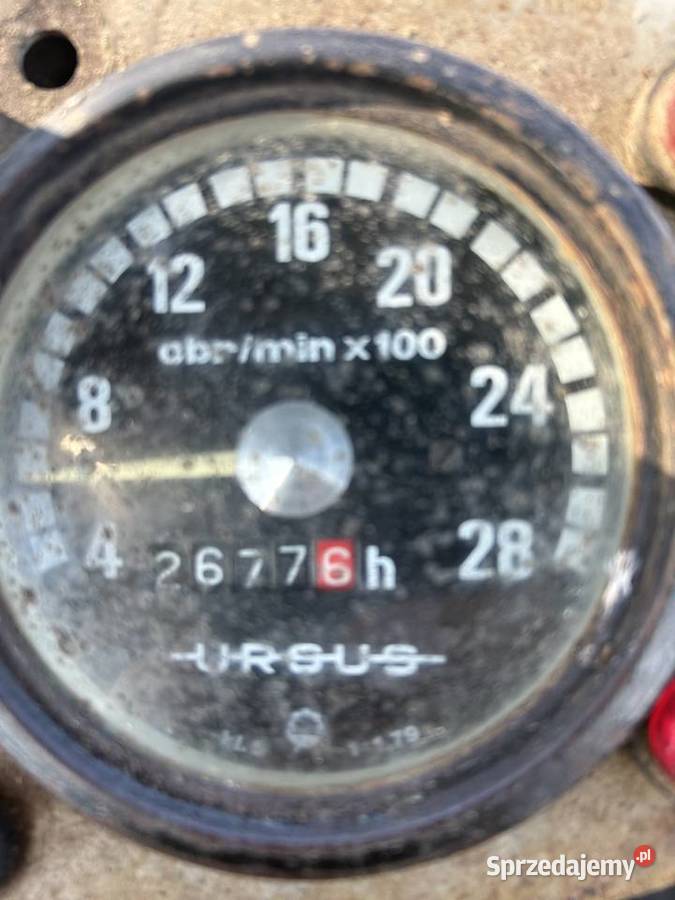 16
12 20
obr/min x100
8 24
4 28
26776h
URSUS
Sprzedajemy.pl